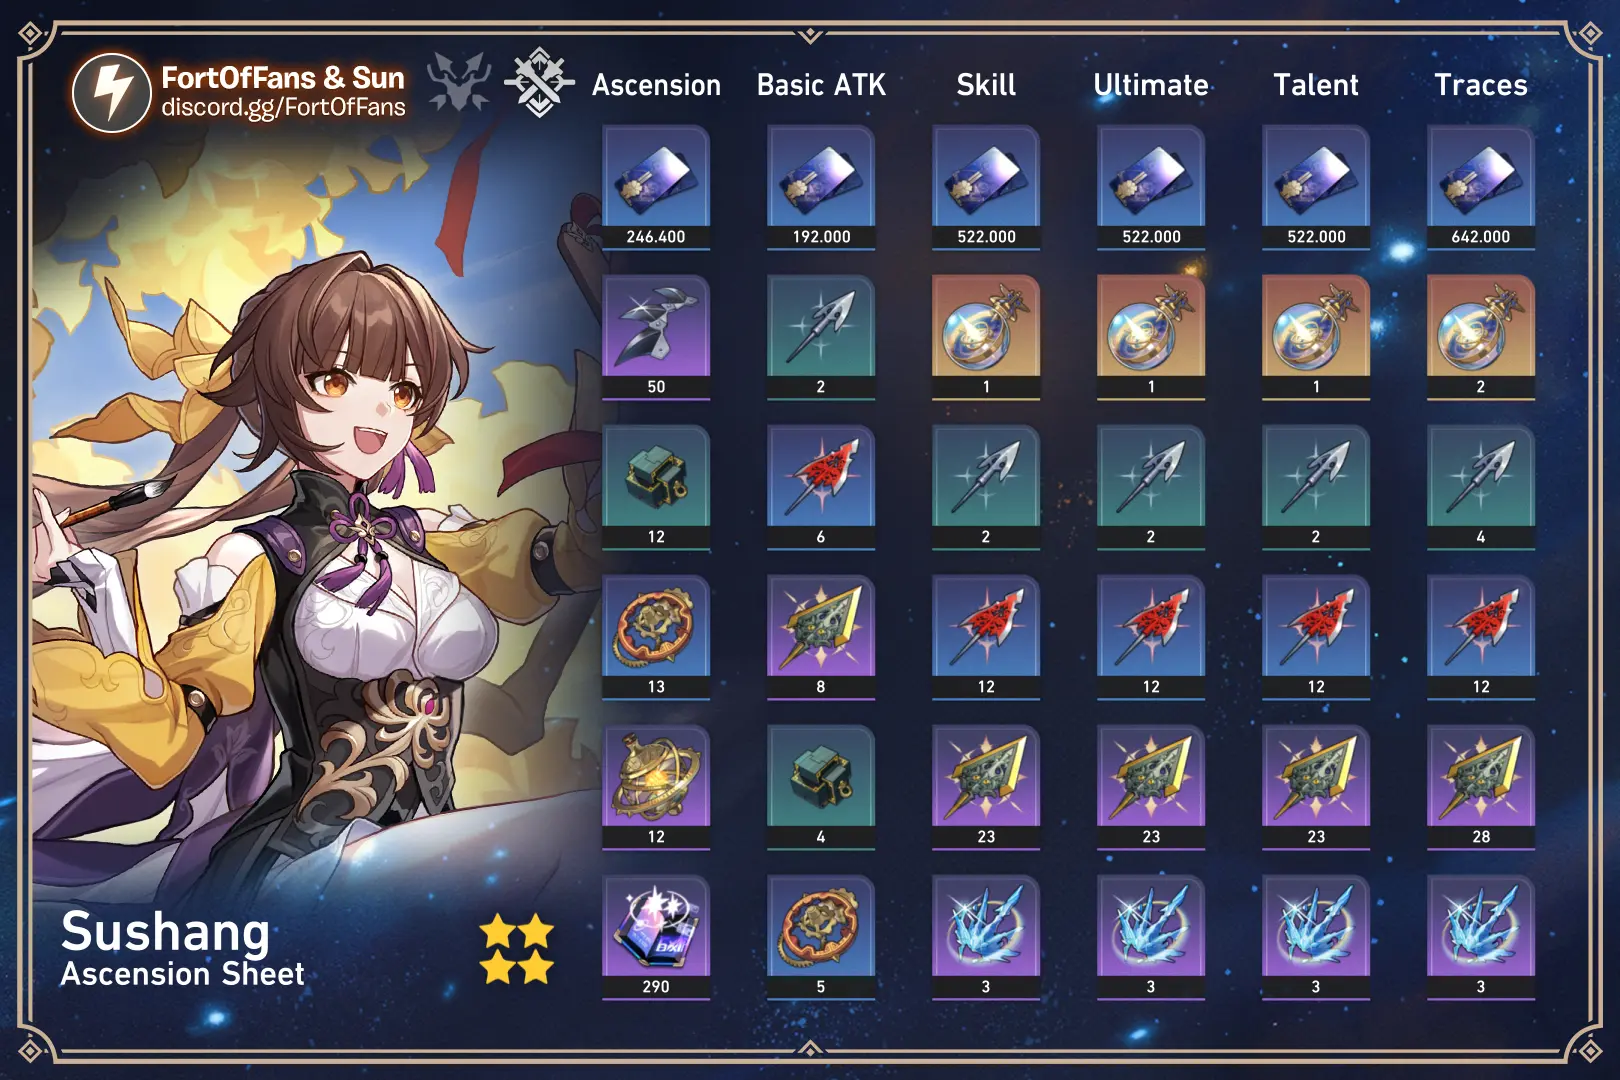 FortOfFans & Sun
discord.gg/FortOfFans
Ascension Basic ATK Skill Ultimate Talent Traces
246.400 192.000 522.000 522.000 522.000 642.000
50 2 1 1 1 2
12 6 2 2 2 4
13 8 12 12 12 12
12 4 23 23 23 28
290 5 3 3 3 3
Sushang
Ascension Sheet